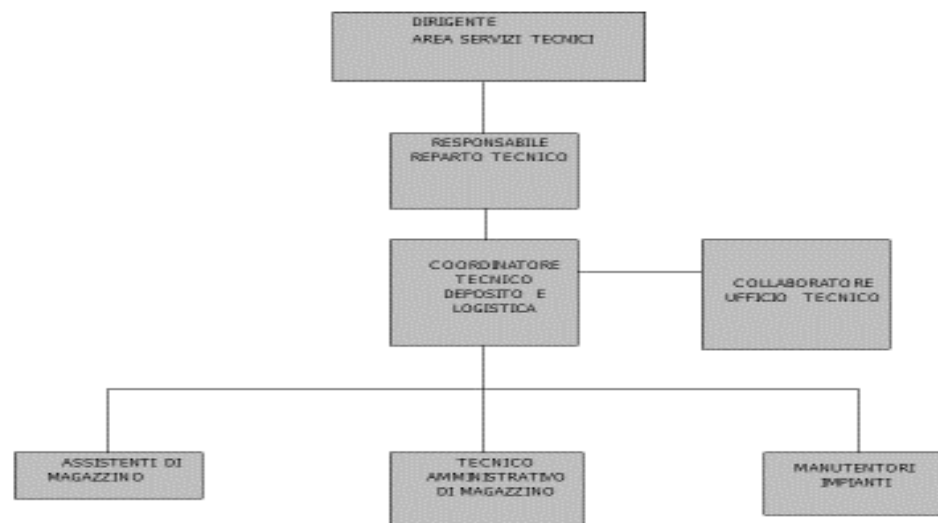 DIRIGENTE
AREA SERVIZI TECNICI
RESPONSABILE
REPARTO TECNICO
COORDINATORE
TECNICO
DEPOSITO E
LOGISTICA
COLLABORATORE
UFFICIO TECNICO
ASSISTENTI DI
MAGAZZINO
TECNICO
AMMINISTRATIVO
DI MAGAZZINO
MANUTENTORI
IMPIANTI